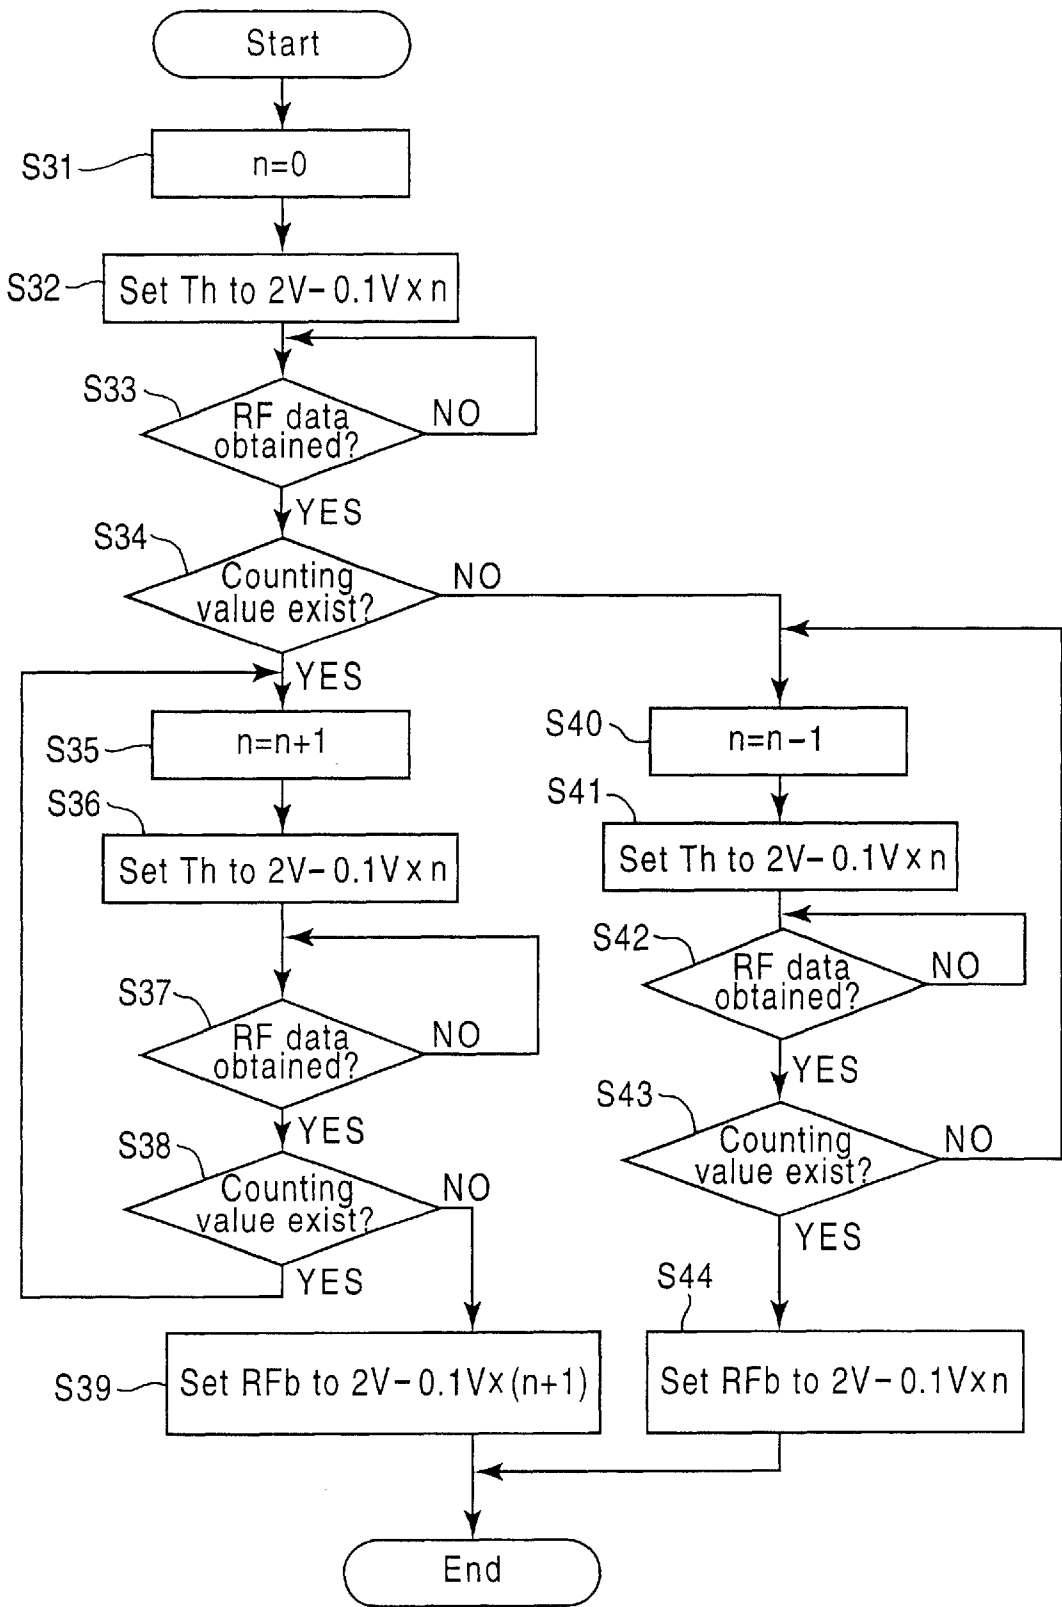 Start
S31
n=0
S32
Set Th to 2V-0.1V×n
S33
RF data
obtained?
NO
YES
S34
Counting
value exist?
NO
YES
S35
n=n+1
S36
Set Th to 2V-0.1V×n
S37
RF data
obtained?
NO
YES
S38
Counting
value exist?
NO
YES
S39
Set RFb to 2V-0.1V×(n+1)
S40
n=n-1
S41
Set Th to 2V-0.1V×n
S42
RF data
obtained?
NO
YES
S43
Counting
value exist?
NO
YES
S44
Set RFb to 2V-0.1V×n
End